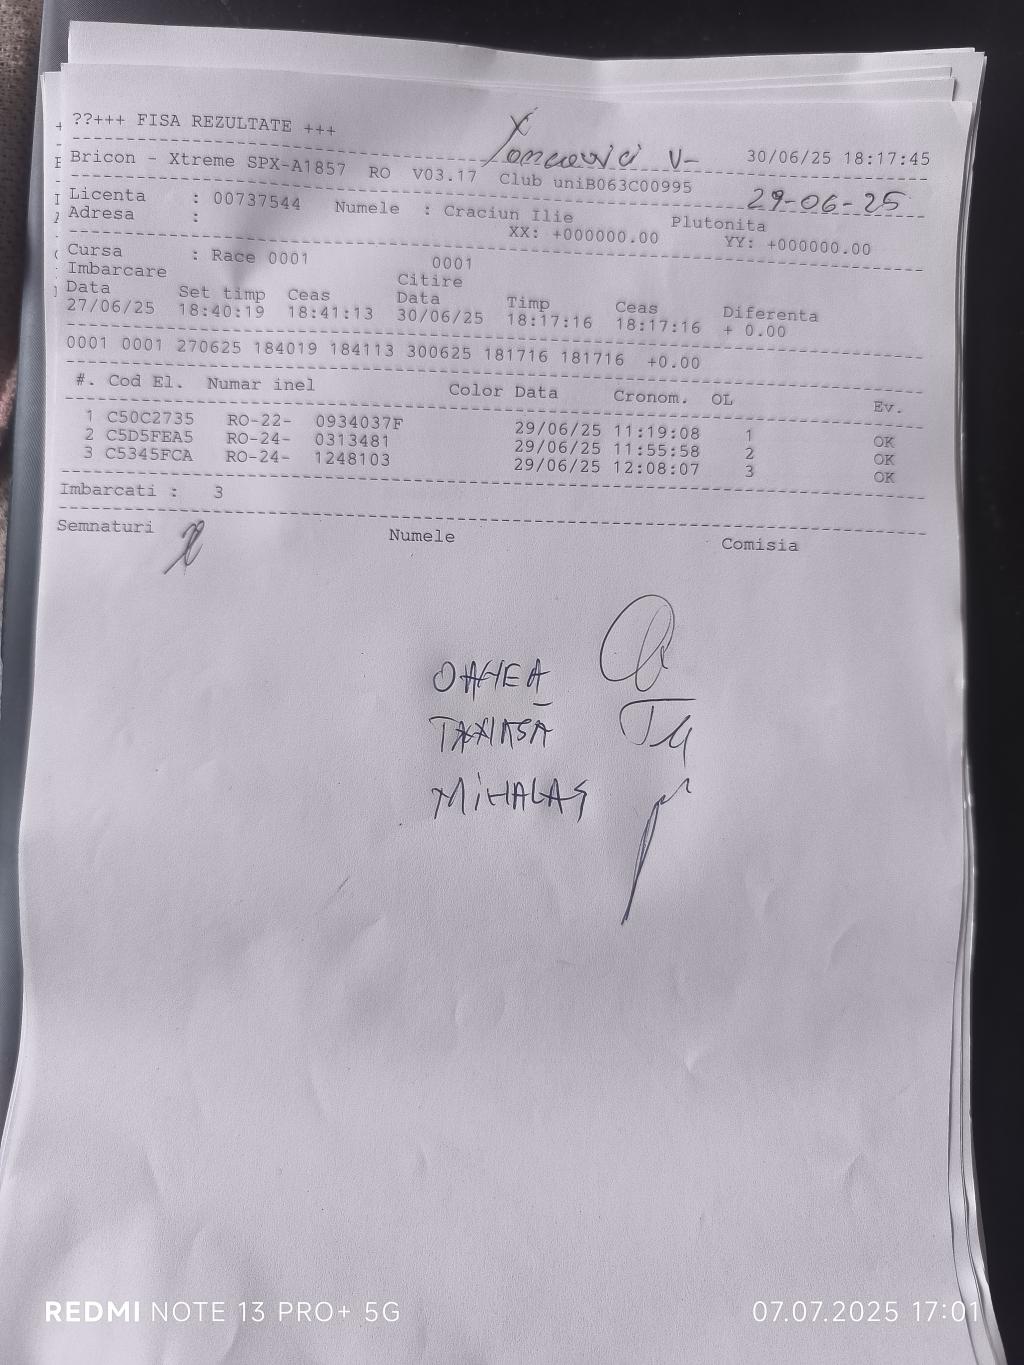 ??+++ FISA REZULTATE +++
30/06/25 18:17:45
Bricon - Xtreme SPX-A1857 RO V03.17 Club uniB063C00995
29-06-25
Licenta : 00737544 Numele : Craciun Ilie Plutonita
Adresa : XX: +000000.00 YY: +000000.00
Cursa : Race 0001 0001
Imbarcare Citire
Data Set timp Ceas Data Timp Ceas Diferenta
27/06/25 18:40:19 18:41:13 30/06/25 18:17:16 18:17:16 + 0.00
0001 0001 270625 184019 184113 300625 181716 181716 +0.00
#. Cod El. Numar inel Color Data Cronom. OL Ev.
1 C50C2735 RO-22- 0934037F 29/06/25 11:19:08 1 OK
2 C5D5FEA5 RO-24- 0313481 29/06/25 11:55:58 2 OK
3 C5345FCA RO-24- 1248103 29/06/25 12:08:07 3 OK
Imbarcati : 3
Semnaturi Numele Comisia
MIHALAȘ
REDMI NOTE 13 PRO+ 5G 07.07.2025 17:01